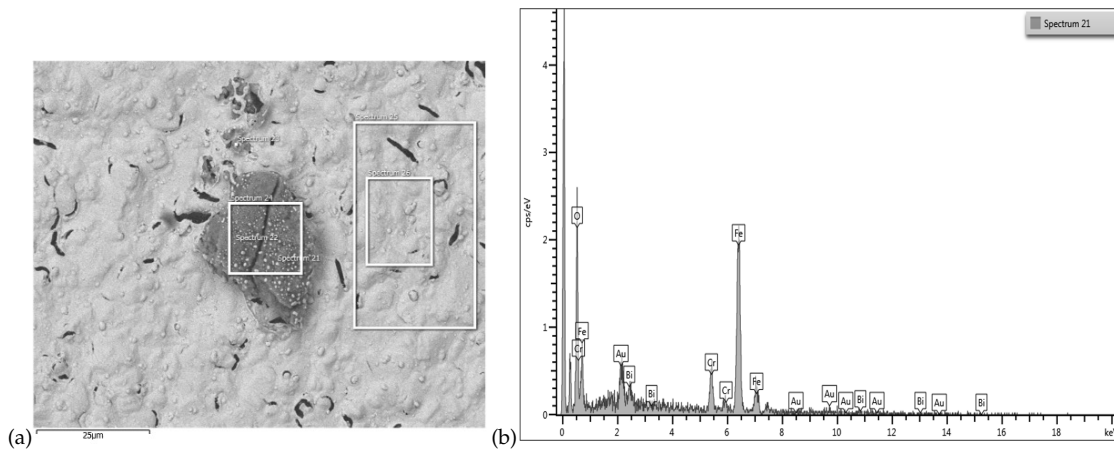 Spectrum 25
Spectrum 26
Spectrum 24
Spectrum 22
Spectrum 21
25µm
(a)
Spectrum 21
cps/eV
4
3
2
1
0
O
Fe
Cr
Au
Bi
Bi
Cr
Cr
Fe
Fe
Au
Au
Au
Bi
Au
Bi
Au
Bi
0 2 4 6 8 10 12 14 16 18 keV
(b)